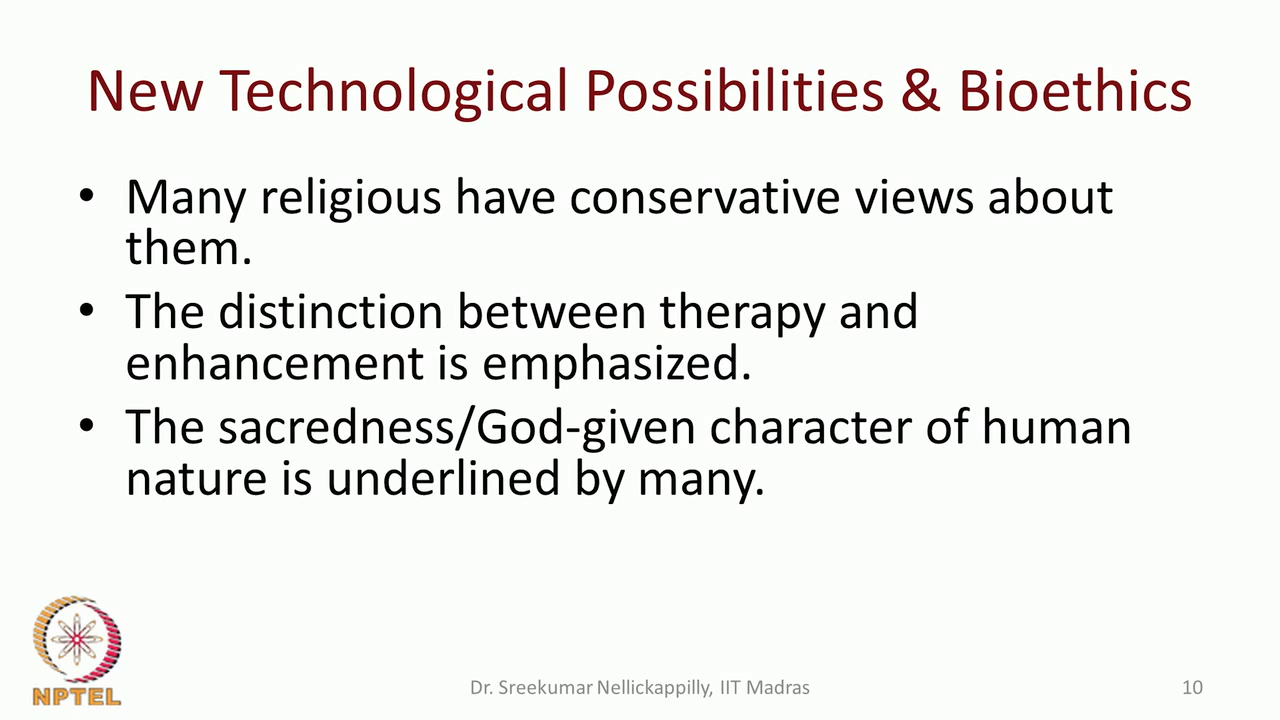 New Technological Possibilities & Bioethics
• Many religious have conservative views about
them.
• The distinction between therapy and
enhancement is emphasized.
• The sacredness/God-given character of human
nature is underlined by many.
NPTEL
Dr. Sreekumar Nellickappilly, IIT Madras
10